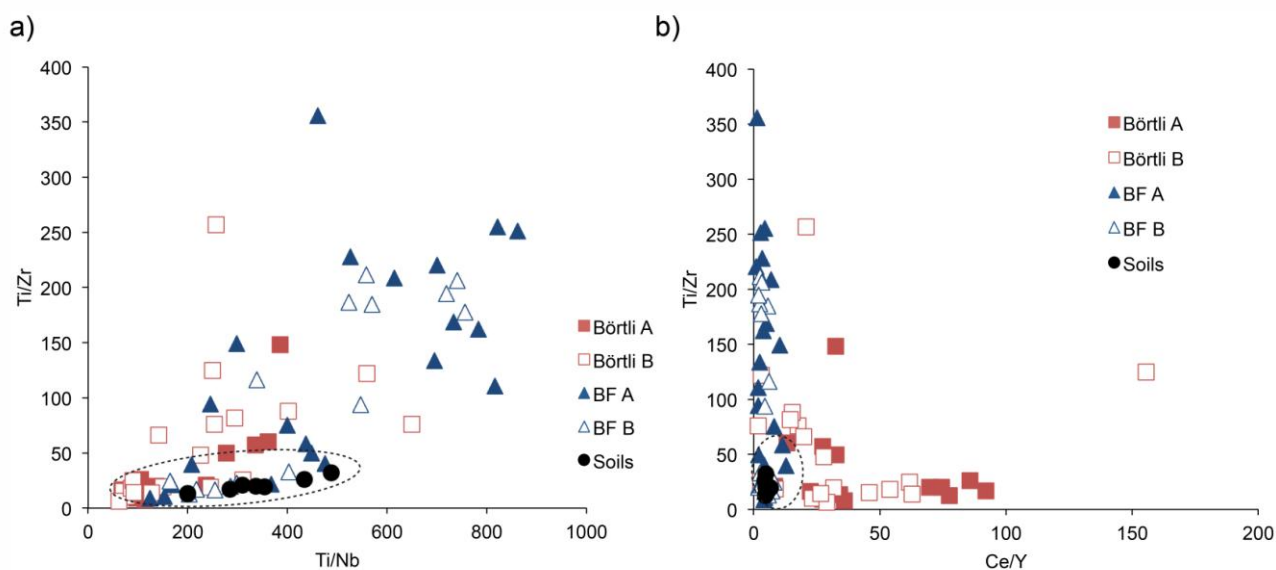 a)
400
350
300
250
200
150
100
50
0
Ti/Zr
0 200 400 600 800 1000
Ti/Nb
Börtli A
Börtli B
BF A
BF B
Soils
b)
400
350
300
250
200
150
100
50
0
Ti/Zr
0 50 100 150 200
Ce/Y
Börtli A
Börtli B
BF A
BF B
Soils